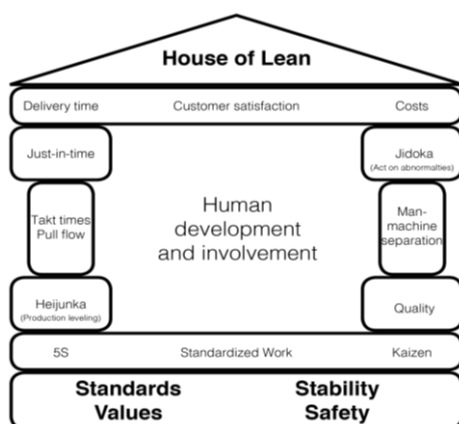 House of Lean
Delivery time Customer satisfaction Costs
Just-in-time
Jidoka
(Act on abnormalties)
Takt times
Pull flow
Human
development
and involvement
Man-
machine
separation
Heijunka
(Production leveling)
Quality
5S Standardized Work Kaizen
Standards Stability
Values Safety